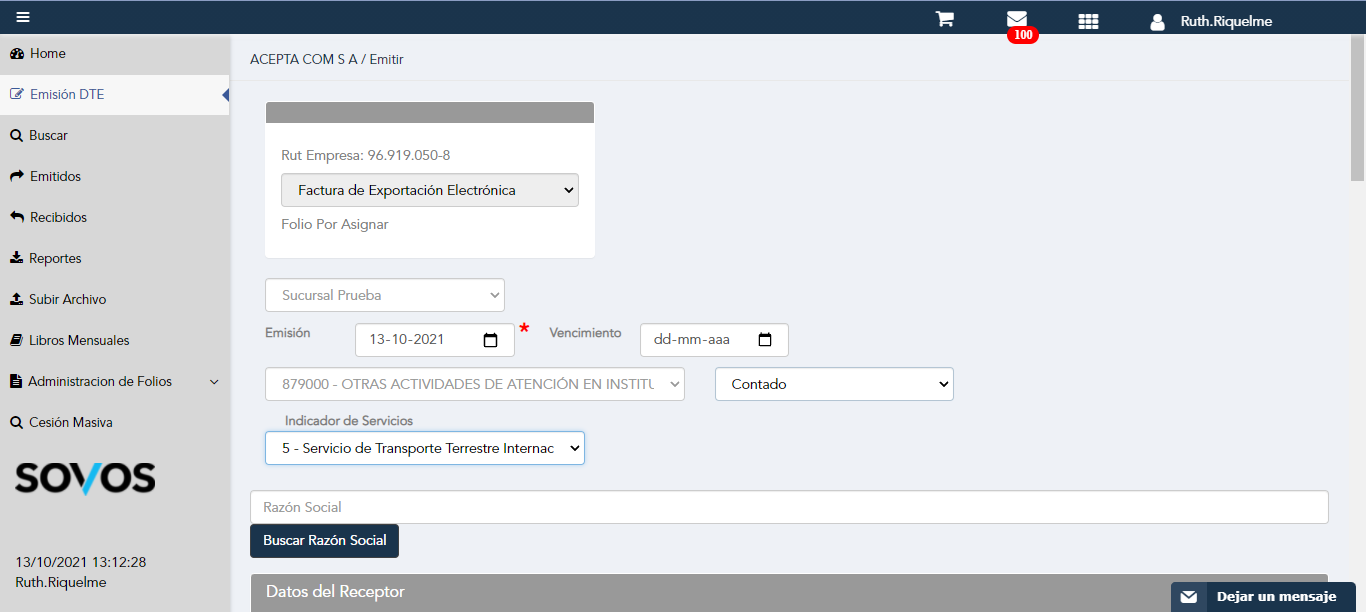 Ruth.Riquelme
100
Home
Emisión DTE
Buscar
Emitidos
Recibidos
Reportes
Subir Archivo
Libros Mensuales
Administracion de Folios
Cesión Masiva
SOVOS
13/10/2021 13:12:28
Ruth.Riquelme
ACEPTA COM S A / Emitir
Rut Empresa: 96.919.050-8
Factura de Exportación Electrónica
Folio Por Asignar
Sucursal Prueba
Emisión 13-10-2021 * Vencimiento dd-mm-aaa
879000 - OTRAS ACTIVIDADES DE ATENCIÓN EN INSTITU Contado
Indicador de Servicios
5 - Servicio de Transporte Terrestre Internac
Razón Social
Buscar Razón Social
Datos del Receptor
Dejar un mensaje